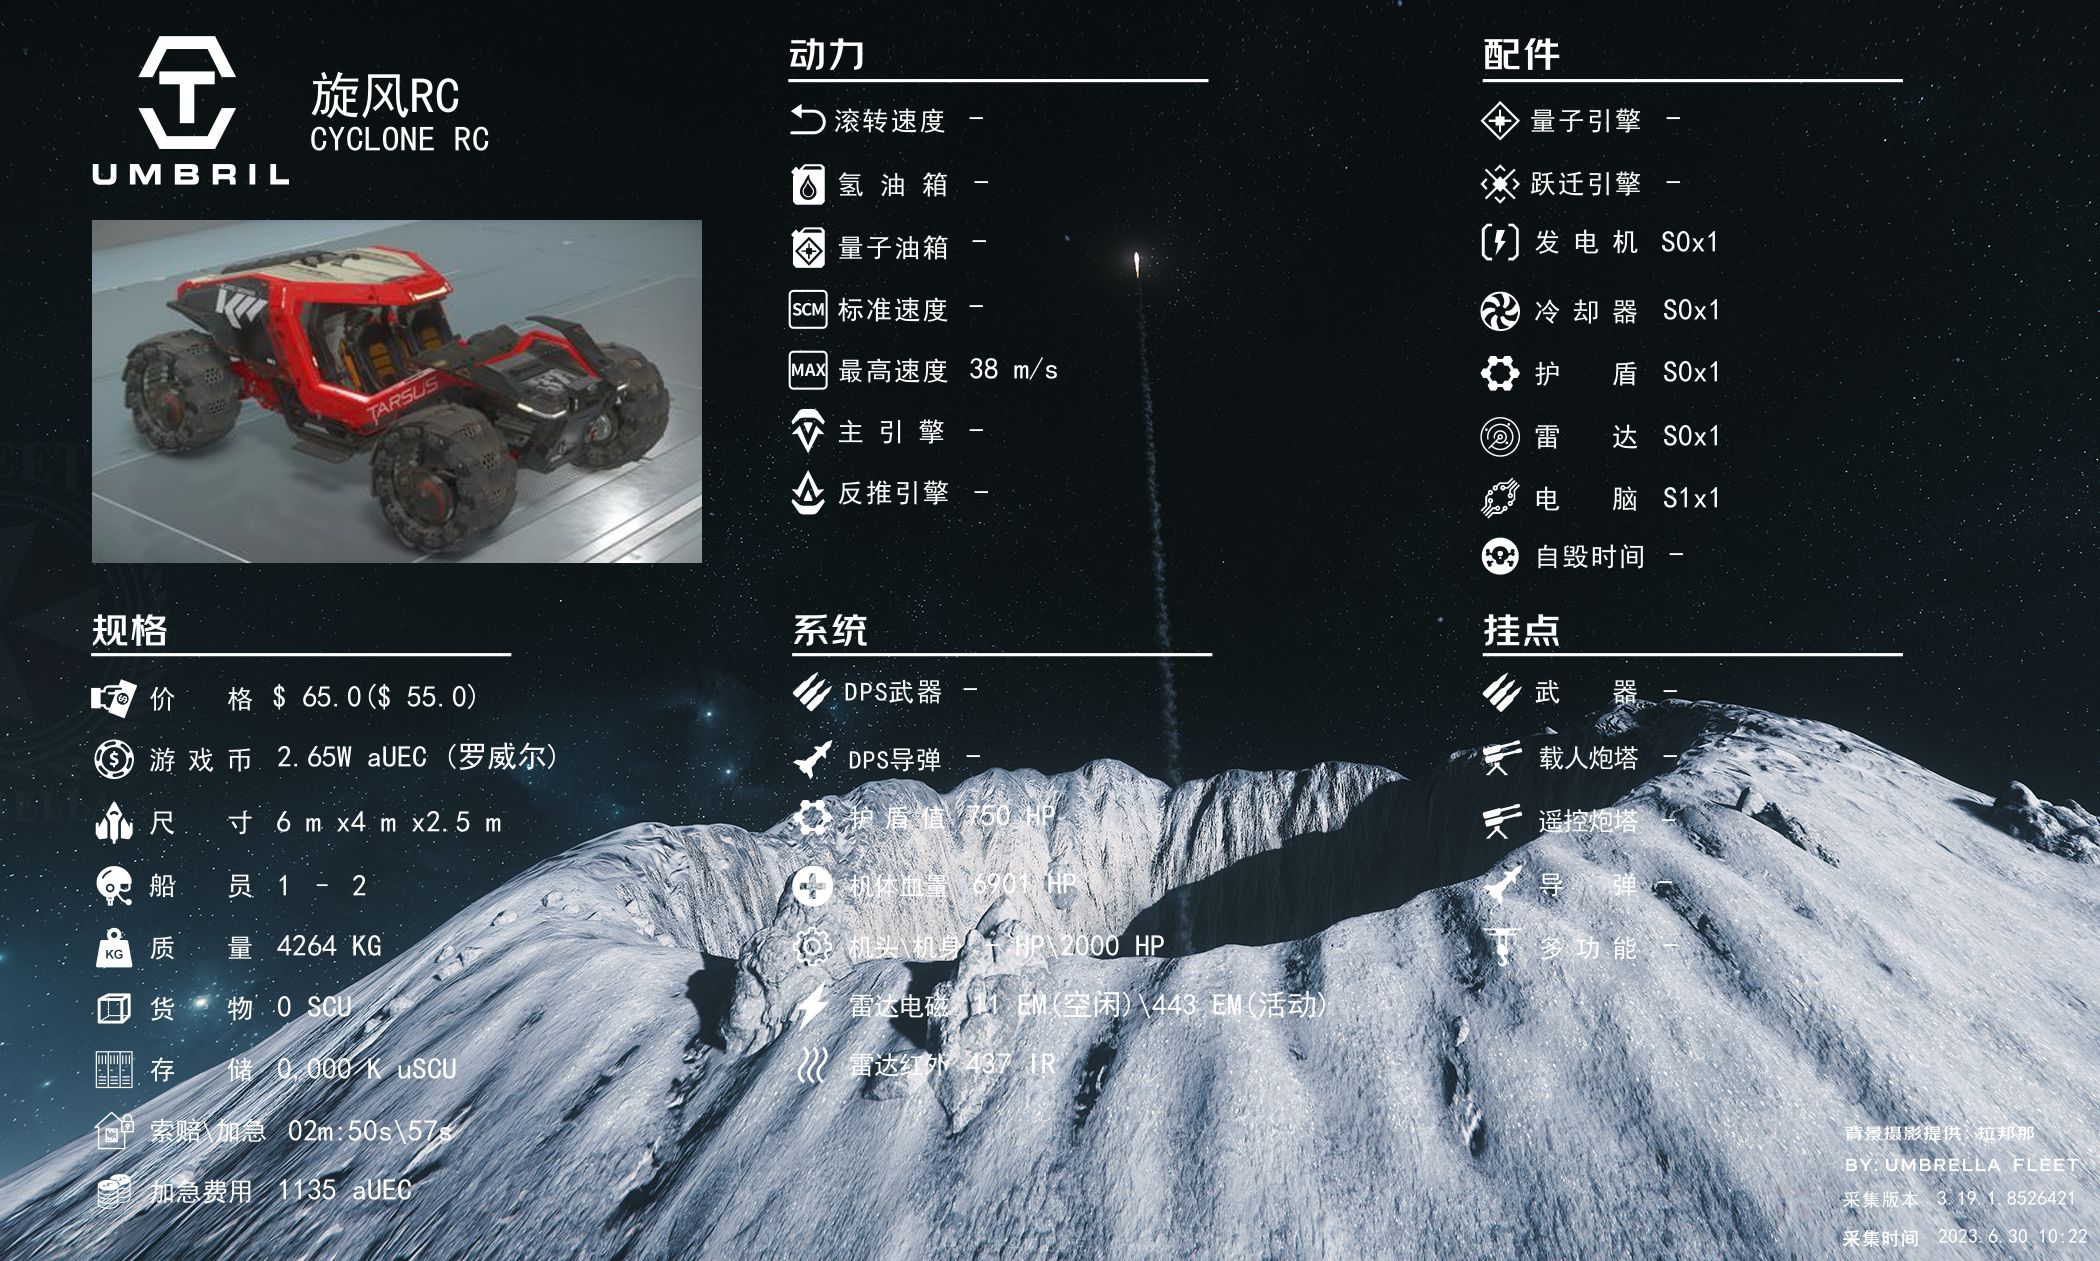 UMBRIL
旋风RC
CYCLONE RC
TARSUS
动力
滚转速度 -
氢油箱 -
量子油箱 -
SCM 标准速度 -
MAX 最高速度 38 m/s
主引擎 -
反推引擎 -
配件
量子引擎 -
跃迁引擎 -
发电机 S0x1
冷却器 S0x1
护盾 S0x1
雷达 S0x1
电脑 S1x1
自毁时间 -
规格
价格 $ 65.0($ 55.0)
游戏币 2.65W aUEC (罗威尔)
尺寸 6 m x4 m x2.5 m
船员 1 - 2
KG 质量 4264 KG
货物 0 SCU
存储 0,000 K uSCU
索赔\加急 02m:50s\57s
加急费用 1135 aUEC
系统
DPS武器 -
DPS导弹 -
护盾值 750 HP
机体血量 6901 HP
机头\机身 - HP\2000 HP
雷达电磁 11 EM(空闲)\443 EM(活动)
雷达红外 437 IR
挂点
武器 -
载人炮塔 -
遥控炮塔 -
导弹 -
多功能 -
背景摄影提供: 拉邦那
BY: UMBRELLA FLEET
采集版本 3.19.1.8526421
采集时间 2023.6.30 10:22